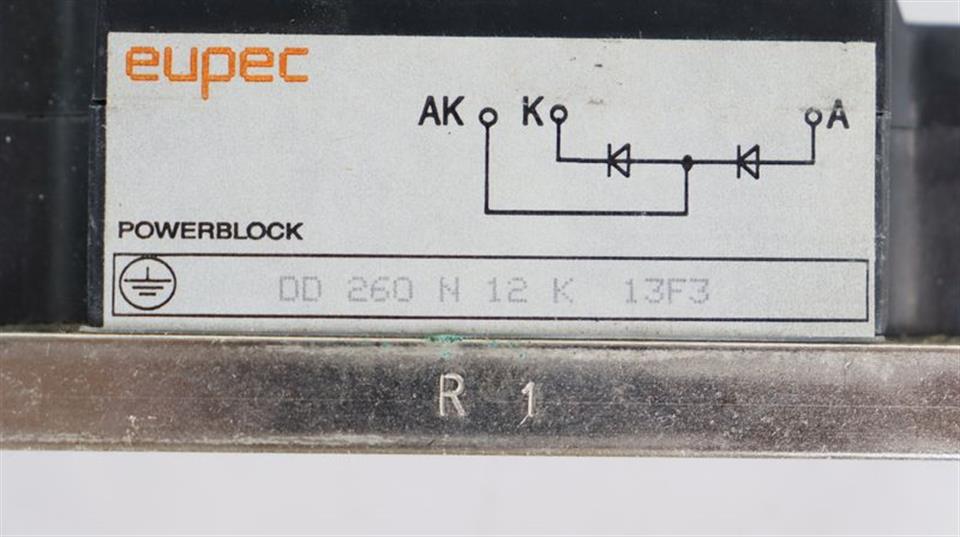 eupec
AK K A
POWERBLOCK
DD 260 N 12 K 13F3
R 1